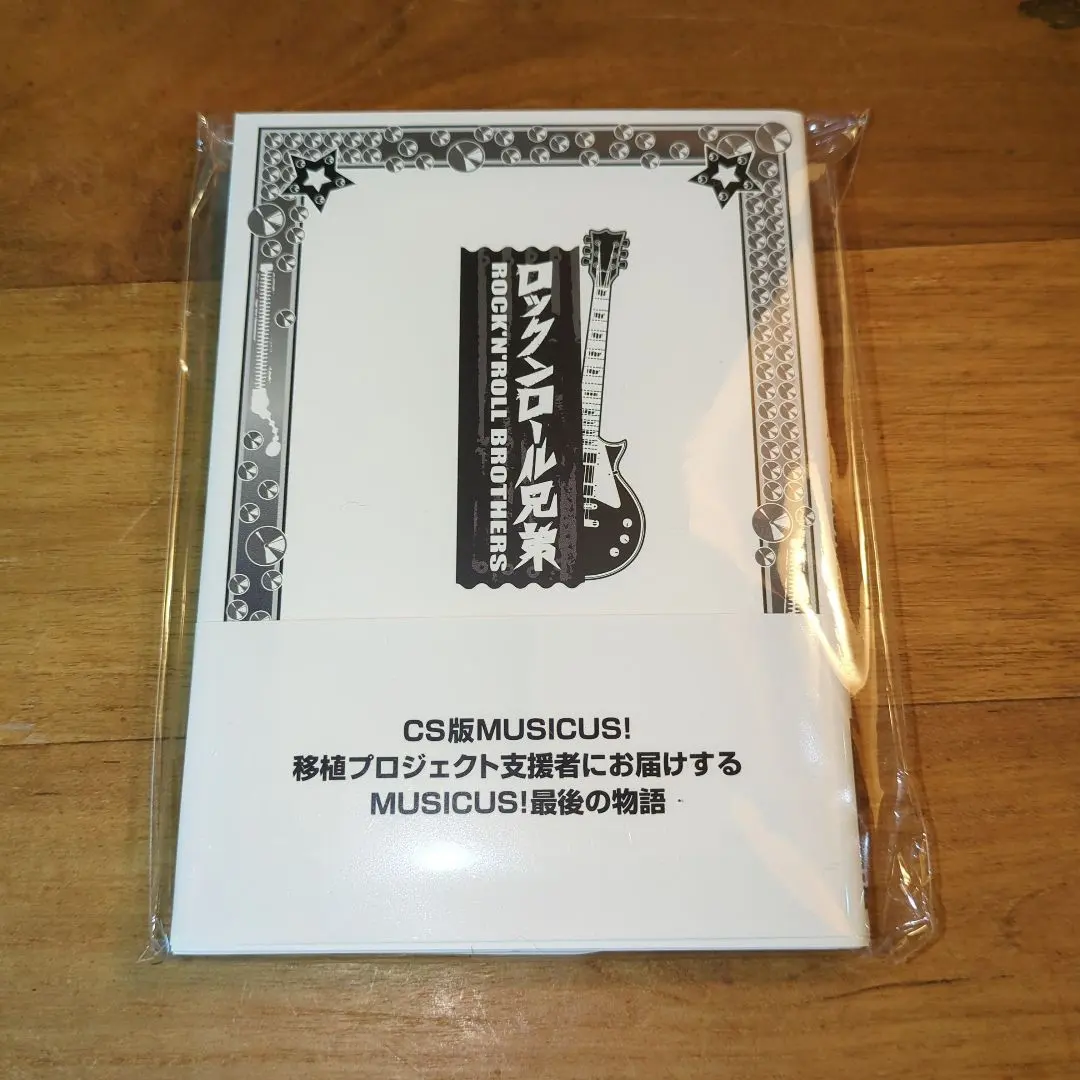 ロックンロール兄弟
ROCK'N'ROLL BROTHERS
CS版MUSICUS!
移植プロジェクト支援者にお届けする
MUSICUS!最後の物語